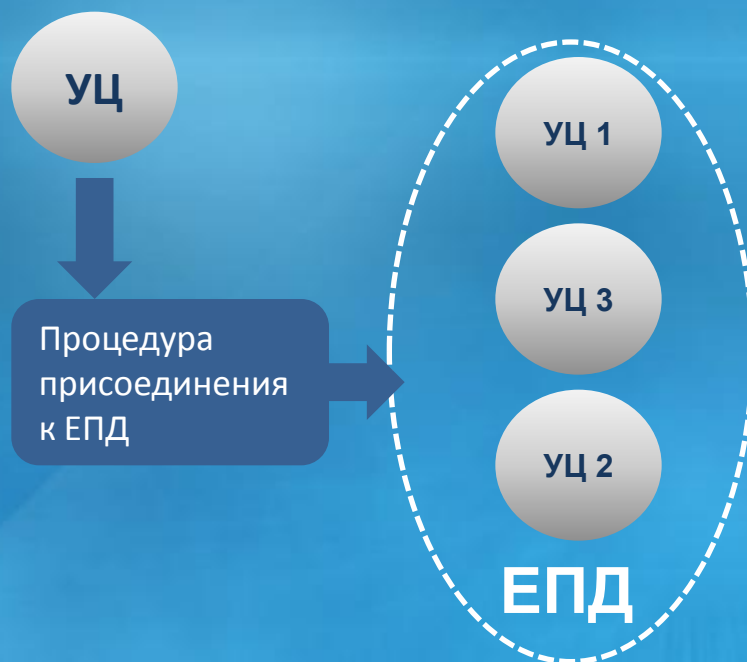 УЦ
Процедура
присоединения
к ЕПД
УЦ 1
УЦ 3
УЦ 2
ЕПД